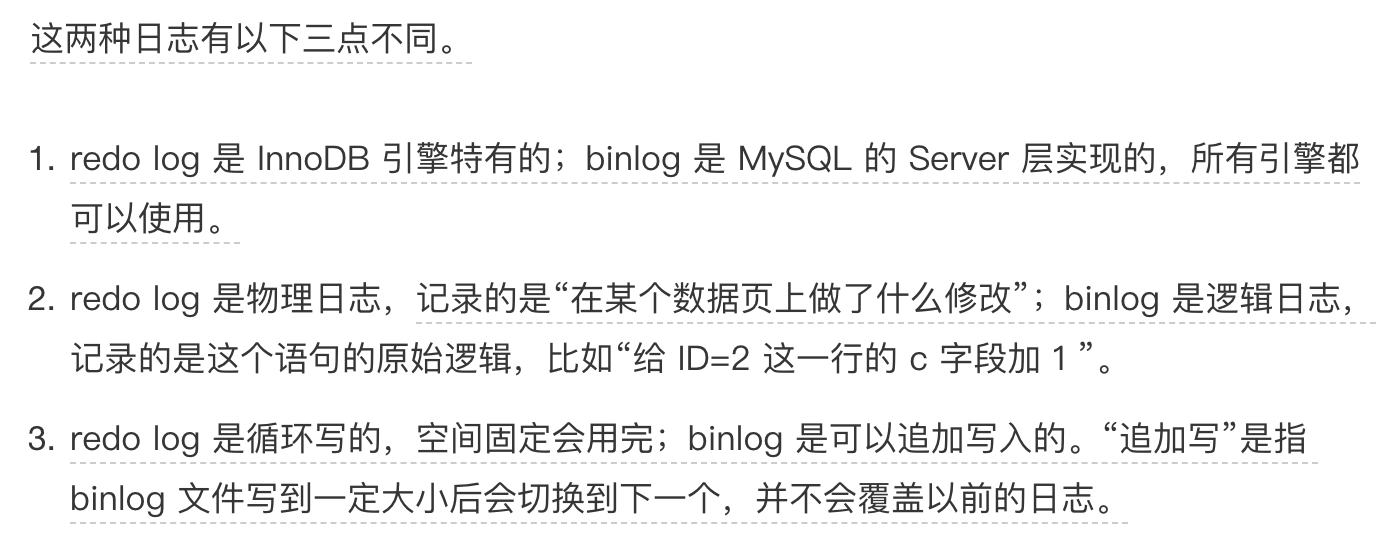 这两种日志有以下三点不同。
1. redo log 是 InnoDB 引擎特有的；binlog 是 MySQL 的 Server 层实现的，所有引擎都
可以使用。
2. redo log 是物理日志，记录的是“在某个数据页上做了什么修改”；binlog 是逻辑日志，
记录的是这个语句的原始逻辑，比如“给 ID=2 这一行的 c 字段加 1 ”。
3. redo log 是循环写的，空间固定会用完；binlog 是可以追加写入的。“追加写”是指
binlog 文件写到一定大小后会切换到下一个，并不会覆盖以前的日志。